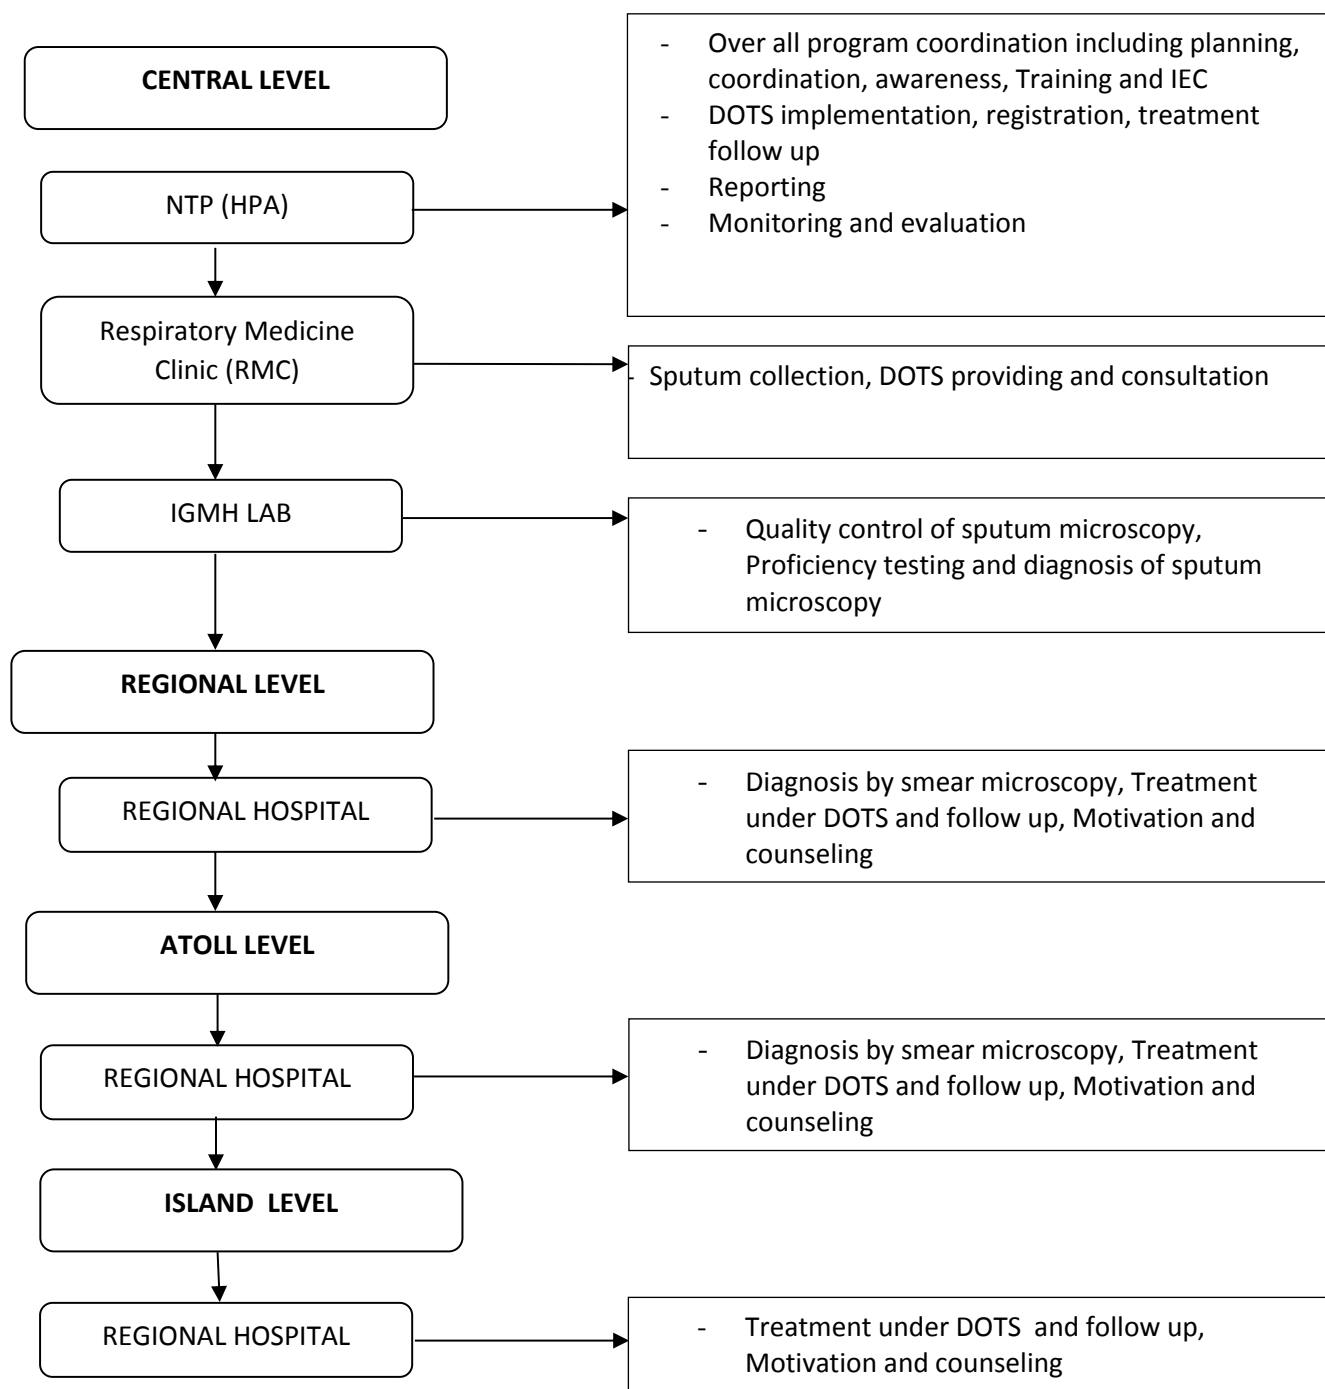 CENTRAL LEVEL
- Over all program coordination including planning,
coordination, awareness, Training and IEC
- DOTS implementation, registration, treatment
follow up
- Reporting
- Monitoring and evaluation
NTP (HPA)
Respiratory Medicine
Clinic (RMC)
- Sputum collection, DOTS providing and consultation
IGMH LAB
- Quality control of sputum microscopy,
Proficiency testing and diagnosis of sputum
microscopy
REGIONAL LEVEL
REGIONAL HOSPITAL
- Diagnosis by smear microscopy, Treatment
under DOTS and follow up, Motivation and
counseling
ATOLL LEVEL
REGIONAL HOSPITAL
- Diagnosis by smear microscopy, Treatment
under DOTS and follow up, Motivation and
counseling
ISLAND  LEVEL
REGIONAL HOSPITAL
- Treatment under DOTS  and follow up,
Motivation and counseling